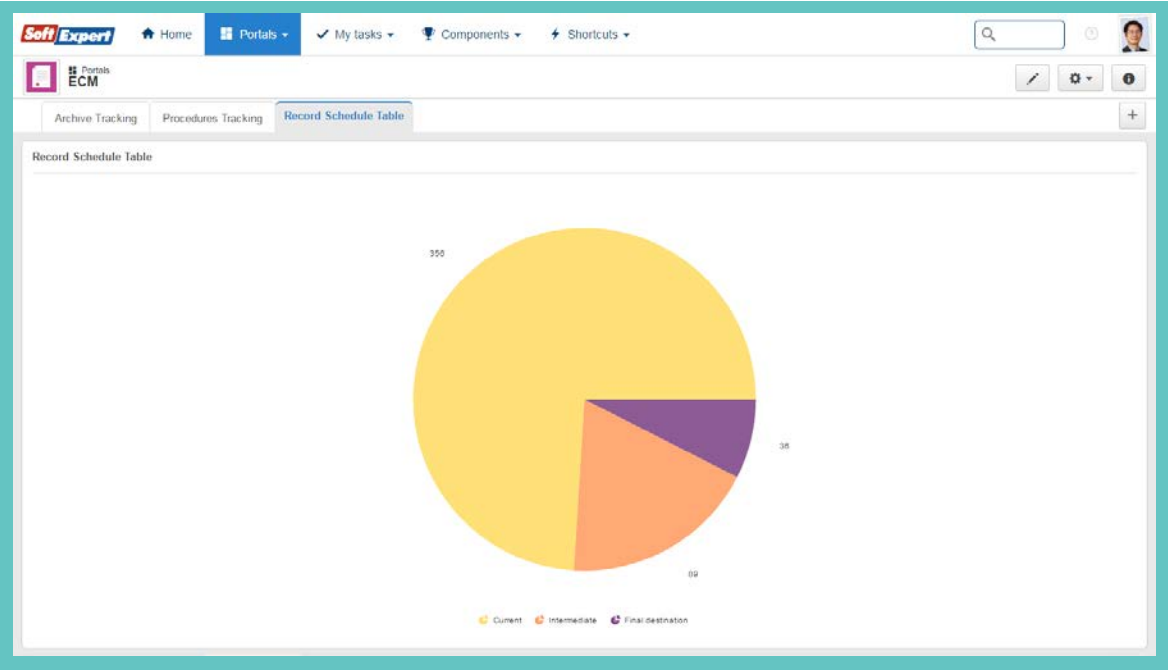 Soft Expert
Home
Portals
My tasks
Components
Shortcuts
Portals
ECM
Archive Tracking
Procedures Tracking
Record Schedule Table
Record Schedule Table
356
36
89
Current
Intermediate
Final destination